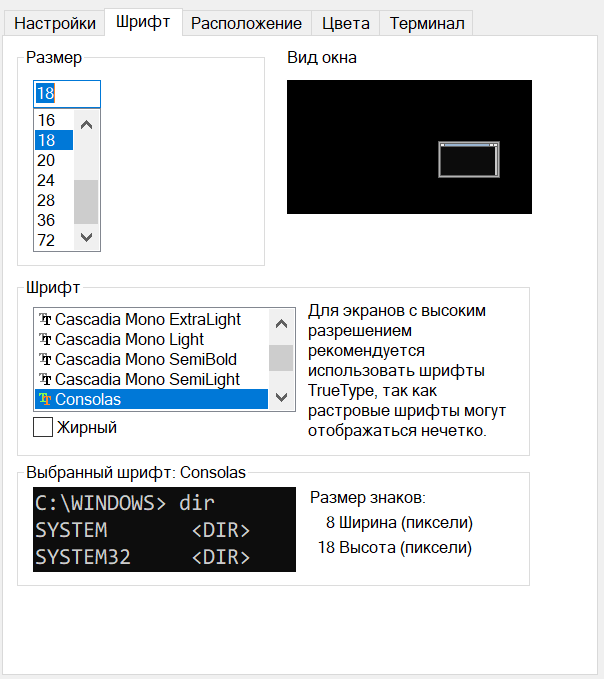 Настройки Шрифт Расположение Цвета Терминал
Размер
18
16
18
20
24
28
36
72
Вид окна
Шрифт
Cascadia Mono ExtraLight
Cascadia Mono Light
Cascadia Mono SemiBold
Cascadia Mono SemiLight
Consolas
Жирный
Для экранов с высоким
разрешением
рекомендуется
использовать шрифты
TrueType, так как
растровые шрифты могут
отображаться нечетко.
Выбранный шрифт: Consolas
C:\WINDOWS> dir
SYSTEM <DIR>
SYSTEM32 <DIR>
Размер знаков:
8 Ширина (пиксели)
18 Высота (пиксели)